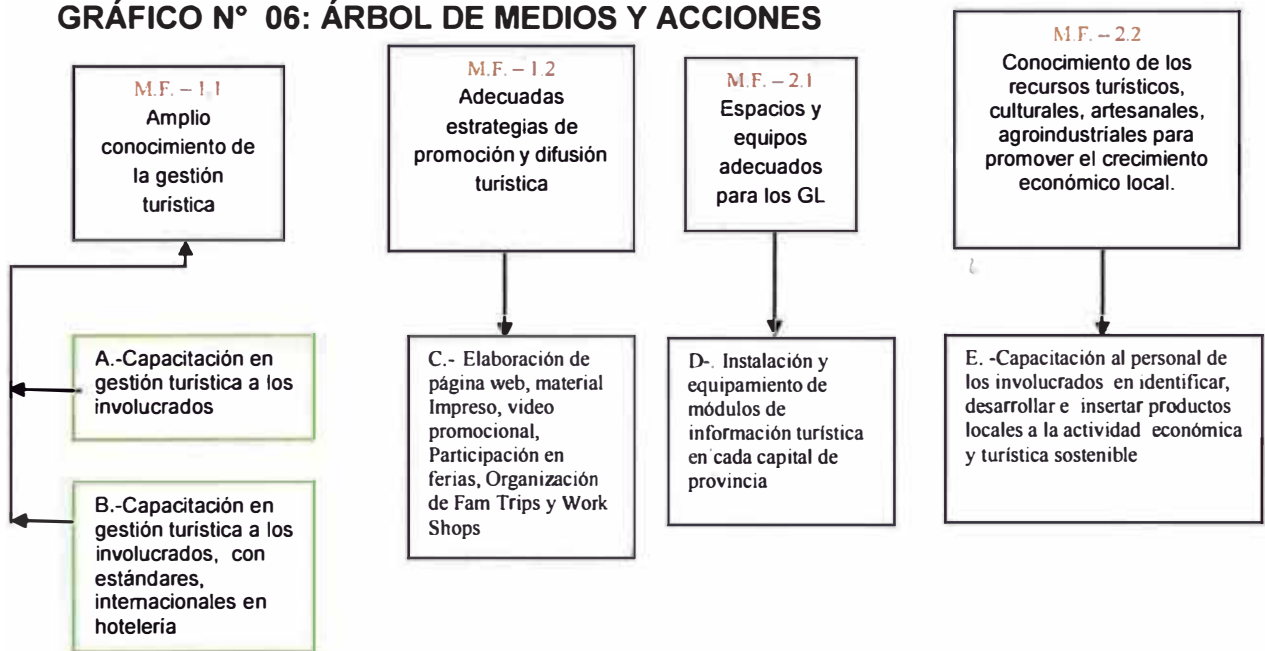 GRÁFICO N° 06: ÁRBOL DE MEDIOS Y ACCIONES
M.F. – 1.1
Amplio
conocimiento de
la gestión
turística
M.F. – 1.2
Adecuadas
estrategias de
promoción y difusión
turística
M.F. – 2.1
Espacios y
equipos
adecuados
para los GL
M.F. – 2.2
Conocimiento de los
recursos turísticos,
culturales, artesanales,
agroindustriales para
promover el crecimiento
económico local.
A.-Capacitación en
gestión turística a los
involucrados
B.-Capacitación en
gestión turística a los
involucrados, con
estándares,
internacionales en
hotelería
C.- Elaboración de
página web, material
Impreso, video
promocional,
Participación en
ferias, Organización
de Fam Trips y Work
Shops
D-. Instalación y
equipamiento de
módulos de
información turística
en cada capital de
provincia
E. -Capacitación al personal de
los involucrados en identificar,
desarrollar e insertar productos
locales a la actividad económica
y turística sostenible